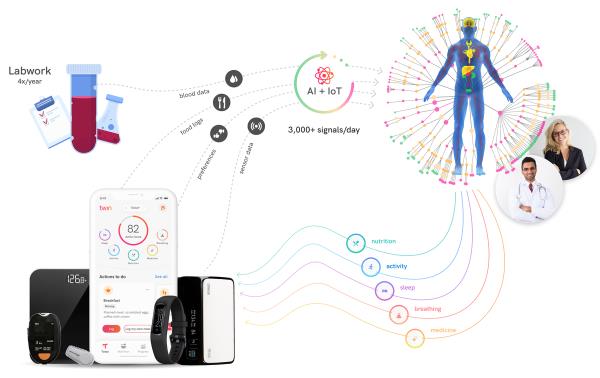 Labwork
4x/year
blood data
food logs
preferences
sensor data
AI + IoT
3,000+ signals/day
nutrition
activity
sleep
breathing
medicine
twin
82
Actions to do
See all
Breakfast
126